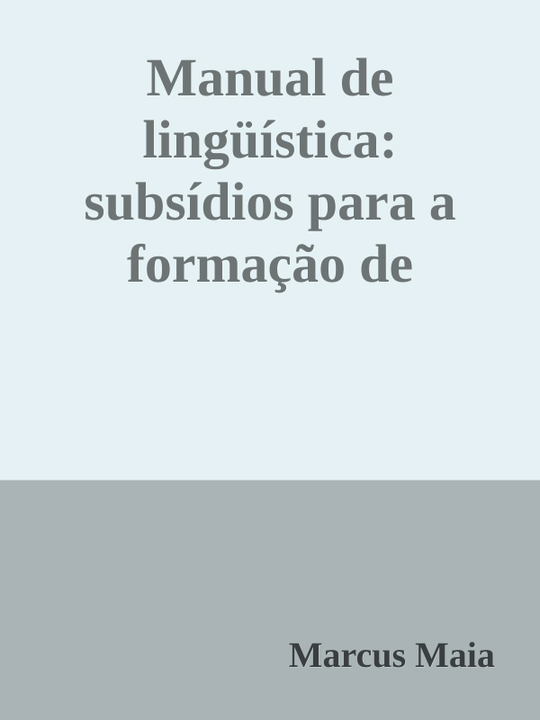 Manual de
lingüística:
subsídios para a
formação de
Marcus Maia